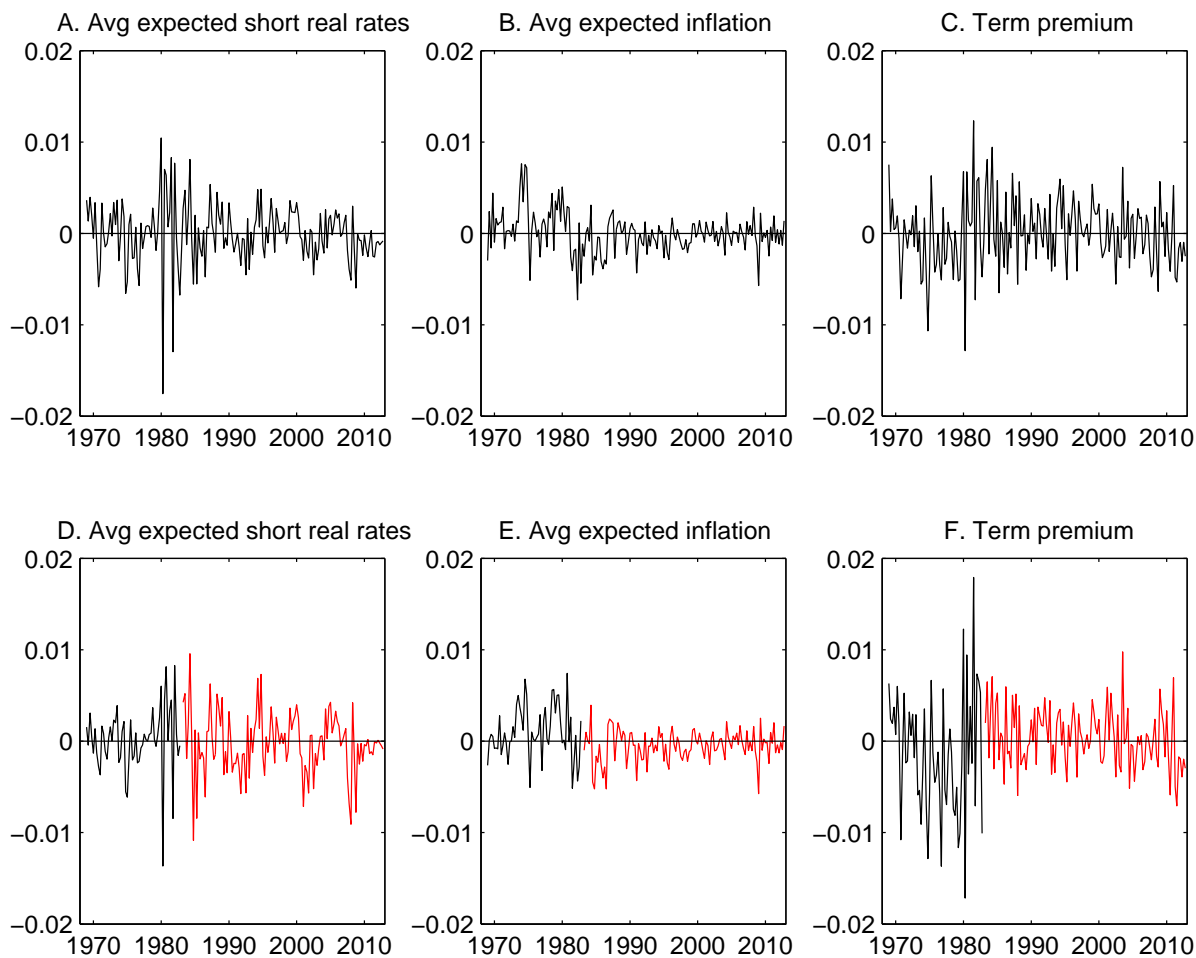 A. Avg expected short real rates
B. Avg expected inflation
C. Term premium
0.02
0.01
0
−0.01
−0.02
1970 1980 1990 2000 2010
0.02
0.01
0
−0.01
−0.02
1970 1980 1990 2000 2010
0.02
0.01
0
−0.01
−0.02
1970 1980 1990 2000 2010
D. Avg expected short real rates
E. Avg expected inflation
F. Term premium
0.02
0.01
0
−0.01
−0.02
1970 1980 1990 2000 2010
0.02
0.01
0
−0.01
−0.02
1970 1980 1990 2000 2010
0.02
0.01
0
−0.01
−0.02
1970 1980 1990 2000 2010